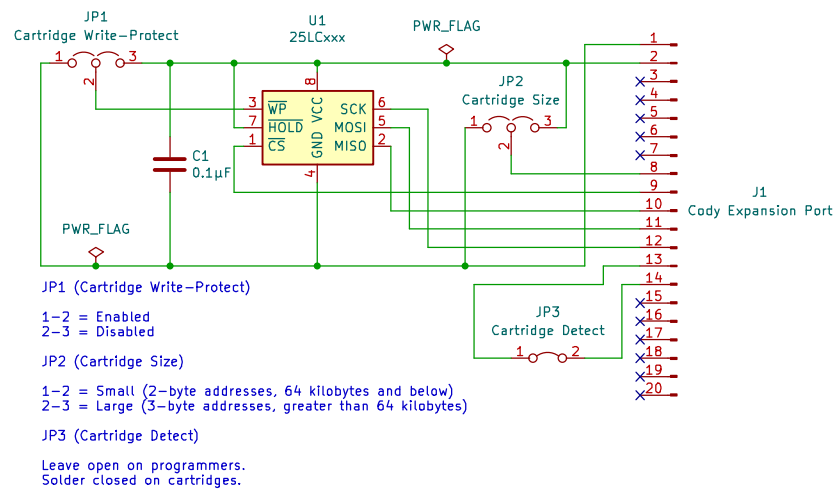 JP1
Cartridge Write-Protect
1
3
2
U1
25LCxxx
PWR_FLAG
8
3
WP
VCC
SCK
6
7
HOLD
MOSI
5
1
CS
GND
MISO
2
4
C1
0.1µF
PWR_FLAG
JP2
Cartridge Size
1
3
2
1
2
3
4
5
6
7
8
9
10
11
12
13
14
15
16
17
18
19
20
J1
Cody Expansion Port
JP3
Cartridge Detect
1
2
JP1 (Cartridge Write-Protect)
1-2 = Enabled
2-3 = Disabled
JP2 (Cartridge Size)
1-2 = Small (2-byte addresses, 64 kilobytes and below)
2-3 = Large (3-byte addresses, greater than 64 kilobytes)
JP3 (Cartridge Detect)
Leave open on programmers.
Solder closed on cartridges.